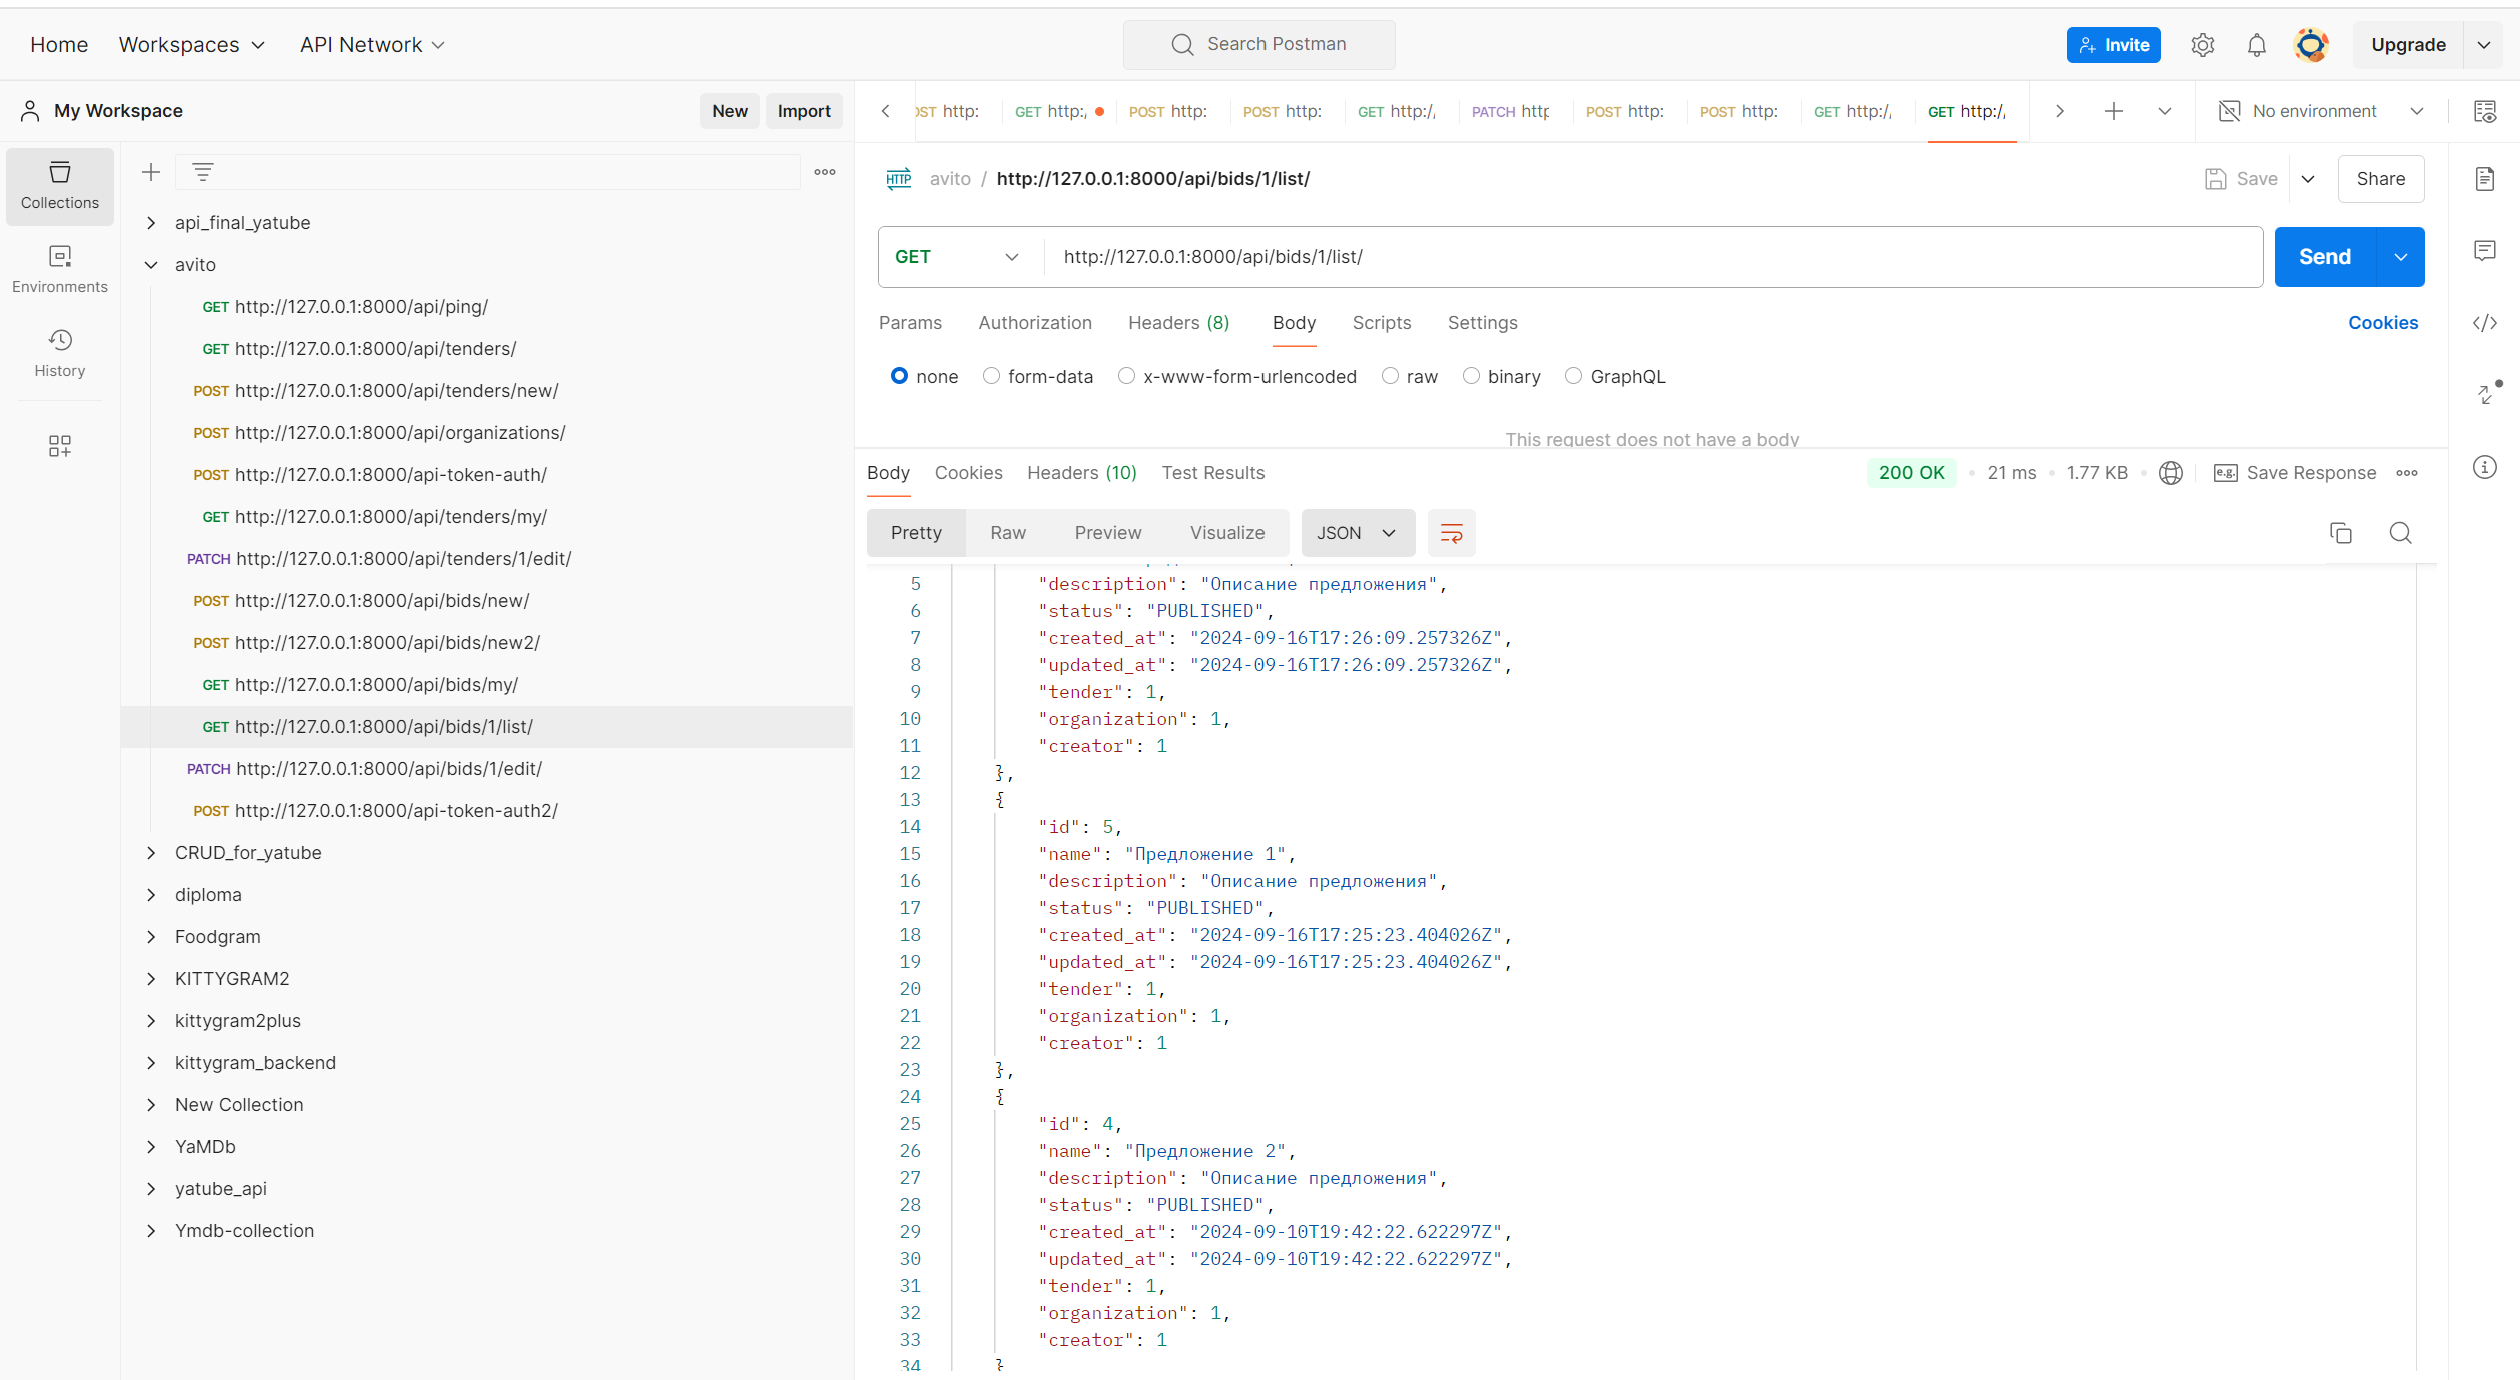 Home Workspaces API Network Search Postman Invite Upgrade
My Workspace New Import
OST http: GET http:/ POST http: POST http: GET http:/ PATCH http POST http: POST http: GET http:/ GET http:/ No environment
Collections
Environments
History
api_final_yatube
avito
GET http://127.0.0.1:8000/api/ping/
GET http://127.0.0.1:8000/api/tenders/
POST http://127.0.0.1:8000/api/tenders/new/
POST http://127.0.0.1:8000/api/organizations/
POST http://127.0.0.1:8000/api-token-auth/
GET http://127.0.0.1:8000/api/tenders/my/
PATCH http://127.0.0.1:8000/api/tenders/1/edit/
POST http://127.0.0.1:8000/api/bids/new/
POST http://127.0.0.1:8000/api/bids/new2/
GET http://127.0.0.1:8000/api/bids/my/
GET http://127.0.0.1:8000/api/bids/1/list/
PATCH http://127.0.0.1:8000/api/bids/1/edit/
POST http://127.0.0.1:8000/api-token-auth2/
CRUD_for_yatube
diploma
Foodgram
KITTYGRAM2
kittygram2plus
kittygram_backend
New Collection
YaMDb
yatube_api
Ymdb-collection
HTTP avito / http://127.0.0.1:8000/api/bids/1/list/ Save Share
GET http://127.0.0.1:8000/api/bids/1/list/ Send
Params Authorization Headers (8) Body Scripts Settings Cookies
none form-data x-www-form-urlencoded raw binary GraphQL
This request does not have a body
Body Cookies Headers (10) Test Results 200 OK 21 ms 1.77 KB e.g. Save Response
Pretty Raw Preview Visualize JSON
5 "description": "Описание предложения",
6 "status": "PUBLISHED",
7 "created_at": "2024-09-16T17:26:09.257326Z",
8 "updated_at": "2024-09-16T17:26:09.257326Z",
9 "tender": 1,
10 "organization": 1,
11 "creator": 1
12 },
13 {
14 "id": 5,
15 "name": "Предложение 1",
16 "description": "Описание предложения",
17 "status": "PUBLISHED",
18 "created_at": "2024-09-16T17:25:23.404026Z",
19 "updated_at": "2024-09-16T17:25:23.404026Z",
20 "tender": 1,
21 "organization": 1,
22 "creator": 1
23 },
24 {
25 "id": 4,
26 "name": "Предложение 2",
27 "description": "Описание предложения",
28 "status": "PUBLISHED",
29 "created_at": "2024-09-10T19:42:22.622297Z",
30 "updated_at": "2024-09-10T19:42:22.622297Z",
31 "tender": 1,
32 "organization": 1,
33 "creator": 1
34 }